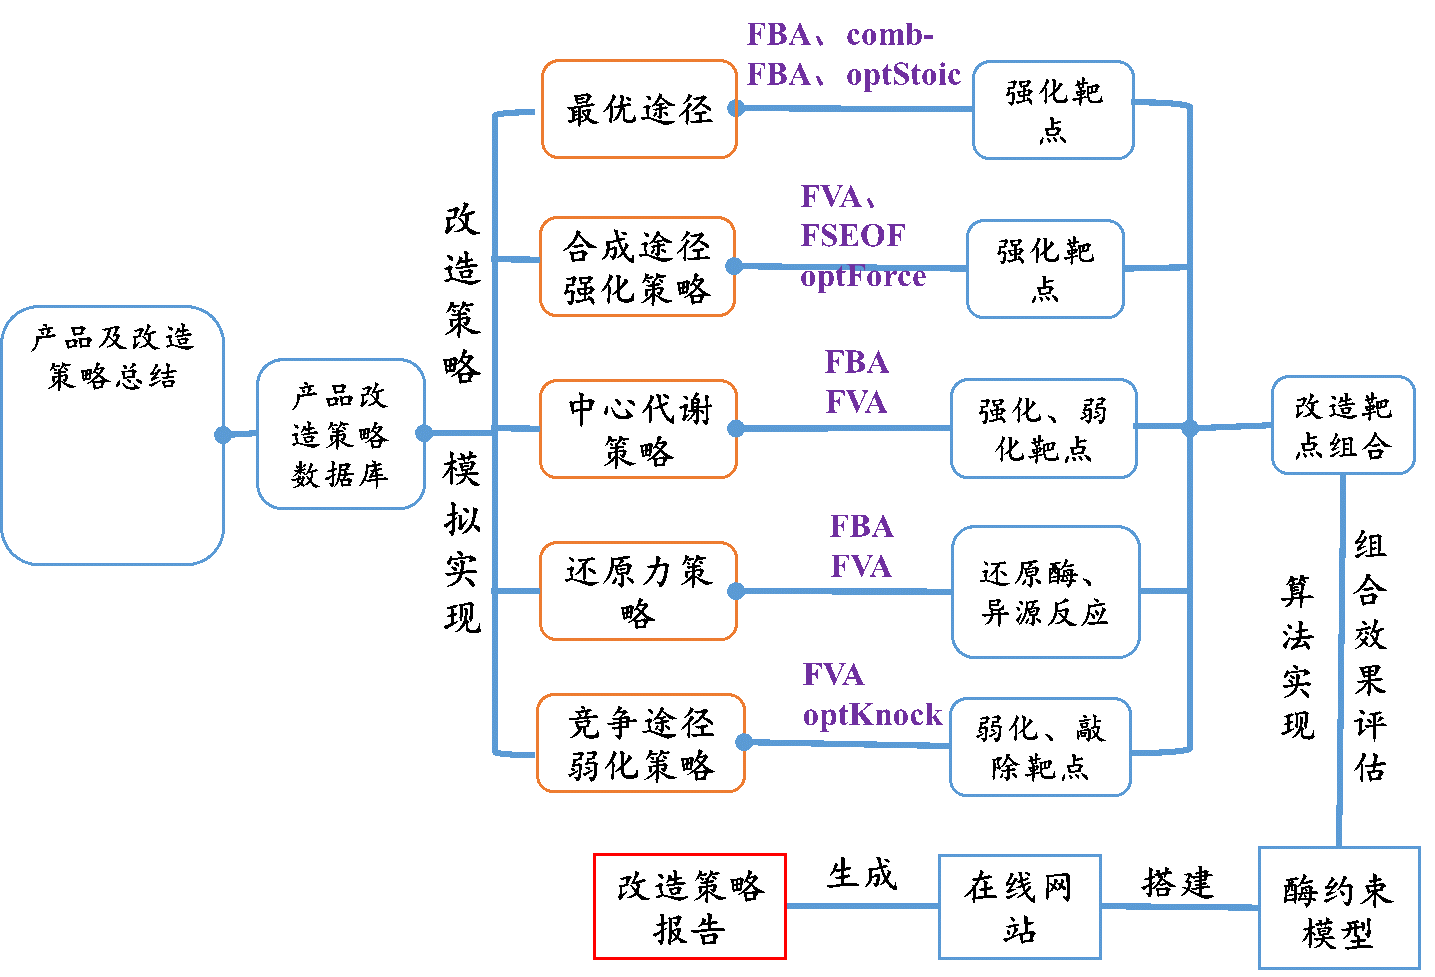 产品及改造
策略总结
产品改
造策略
数据库
改造策略
模拟实现
最优途径
FBA、comb-
FBA、optStoic
强化靶
点
合成途径
强化策略
FVA、
FSEOF
optForce
强化靶
点
中心代谢
策略
FBA
FVA
强化、弱
化靶点
还原力策
略
FBA
FVA
还原酶、
异源反应
竞争途径
弱化策略
FVA
optKnock
弱化、敲
除靶点
改造靶
点组合
算法实现
组合效果评估
酶约束
模型
搭建
在线网
站
生成
改造策略
报告